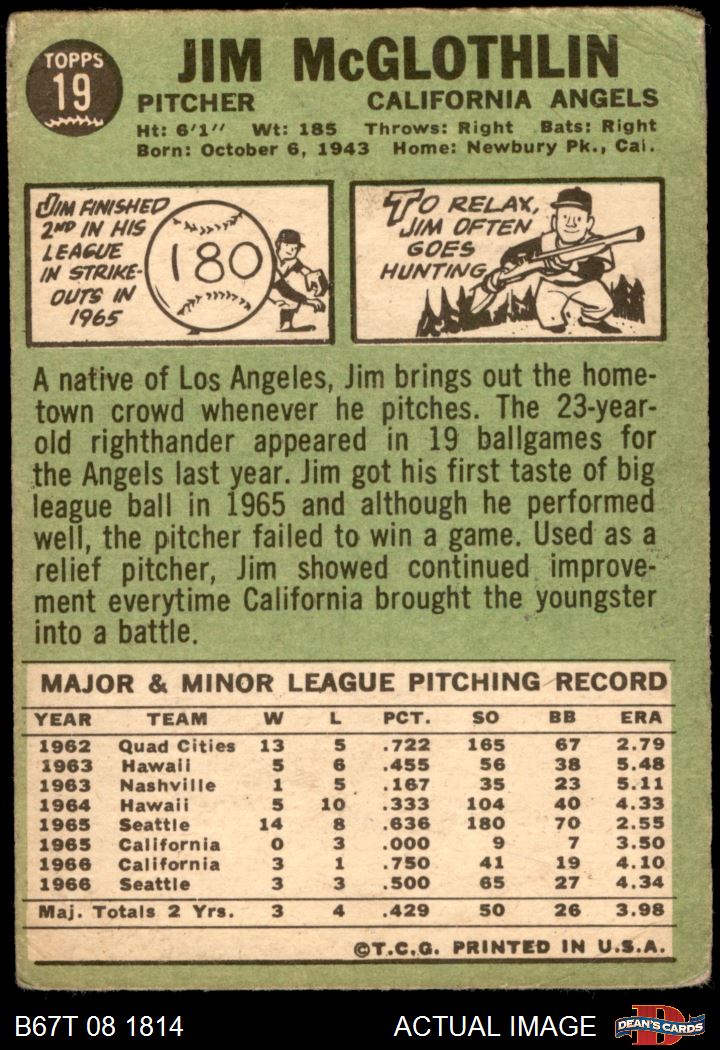 TOPPS
19
JIM McGLOTHLIN
PITCHER CALIFORNIA ANGELS
Ht: 6'1" Wt: 185 Throws: Right Bats: Right
Born: October 6, 1943 Home: Newbury Pk., Cal.
JIM FINISHED
2ND IN HIS
LEAGUE
IN STRIKE-
OUTS IN
1965
180
TO RELAX,
JIM OFTEN
GOES
HUNTING
A native of Los Angeles, Jim brings out the home-
town crowd whenever he pitches. The 23-year-
old righthander appeared in 19 ballgames for
the Angels last year. Jim got his first taste of big
league ball in 1965 and although he performed
well, the pitcher failed to win a game. Used as a
relief pitcher, Jim showed continued improve-
ment everytime California brought the youngster
into a battle.
MAJOR & MINOR LEAGUE PITCHING RECORD
YEAR TEAM W L PCT. SO BB ERA
1962 Quad Cities 13 5 .722 165 67 2.79
1963 Hawaii 5 6 .455 56 38 5.48
1963 Nashville 1 5 .167 35 23 5.11
1964 Hawaii 5 10 .333 104 40 4.33
1965 Seattle 14 8 .636 180 70 2.55
1965 California 0 3 .000 9 7 3.50
1966 California 3 1 .750 41 19 4.10
1966 Seattle 3 3 .500 65 27 4.34
Maj. Totals 2 Yrs. 3 4 .429 50 26 3.98
©T.C.G. PRINTED IN U.S.A.
B67T 08 1814 ACTUAL IMAGE
D
DEAN'S CARDS